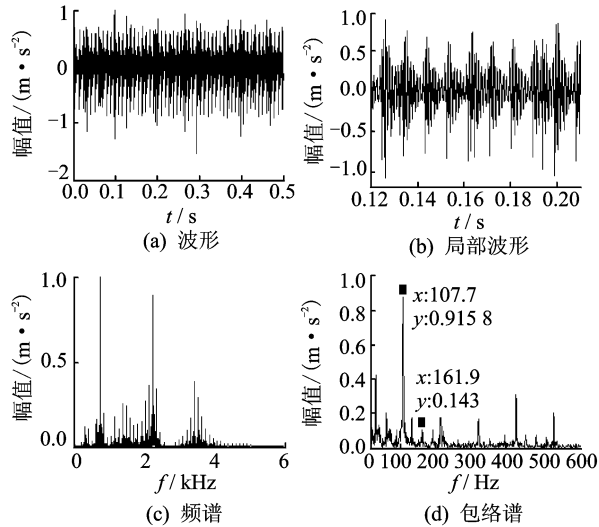 幅值/(m·s⁻²)
1
0
−1
−2
0.0 0.1 0.2 0.3 0.4 0.5
t / s
(a) 波形
幅值/(m·s⁻²)
1.0
0.5
0.0
−0.5
−1.0
0.12 0.14 0.16 0.18 0.20
t / s
(b) 局部波形
幅值/(m·s⁻²)
1.0
0.5
0.0
0 2 4 6
f / kHz
(c) 频谱
幅值/(m·s⁻²)
1.0
0.8
0.6
0.4
0.2
0
x:107.7
y:0.915 8
x:161.9
y:0.143
0 100 200 300 400 500 600
f / Hz
(d) 包络谱